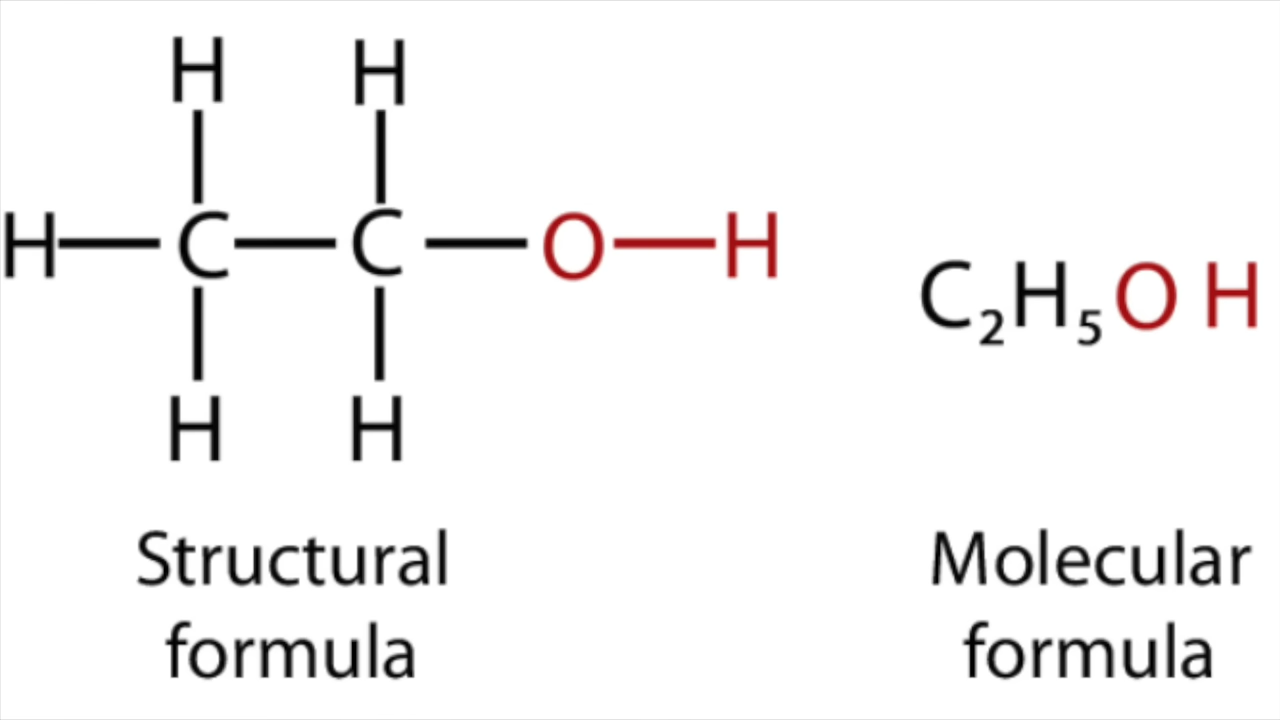 H H
H C C O H
C₂H₅O H
H H
Structural
formula
Molecular
formula